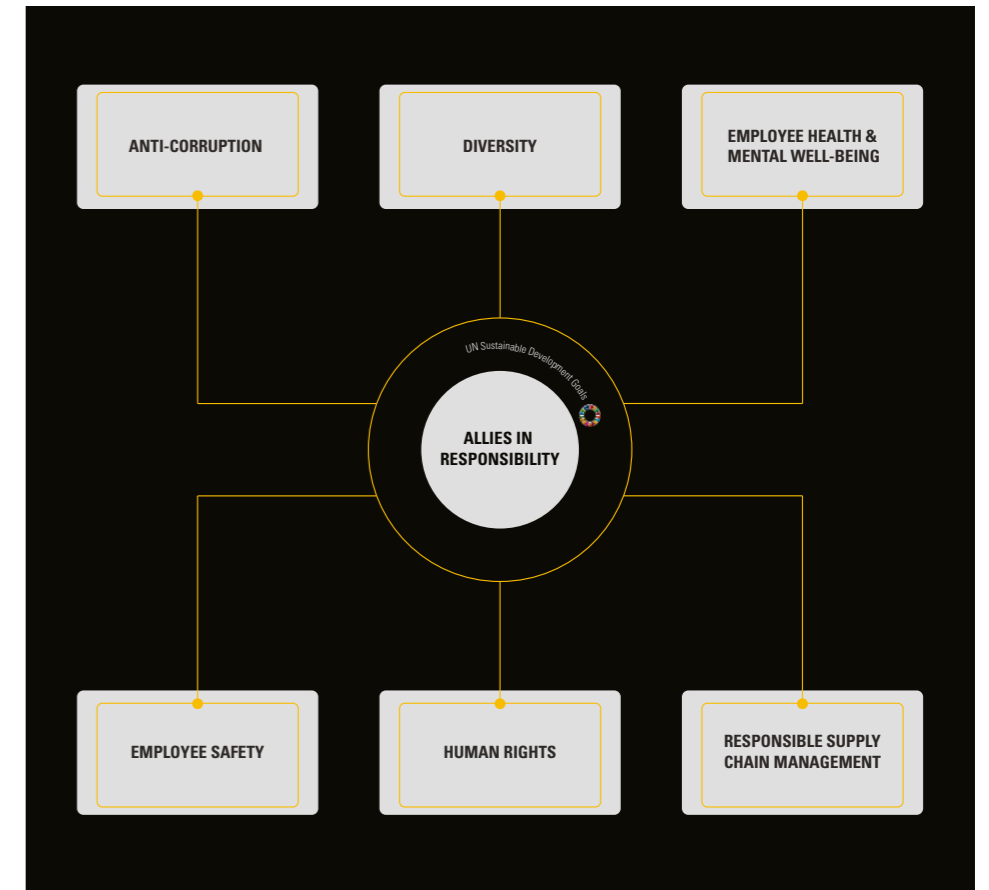 ANTI-CORRUPTION
DIVERSITY
EMPLOYEE HEALTH &
MENTAL WELL-BEING
UN Sustainable Development Goals
ALLIES IN
RESPONSIBILITY
EMPLOYEE SAFETY
HUMAN RIGHTS
RESPONSIBLE SUPPLY
CHAIN MANAGEMENT